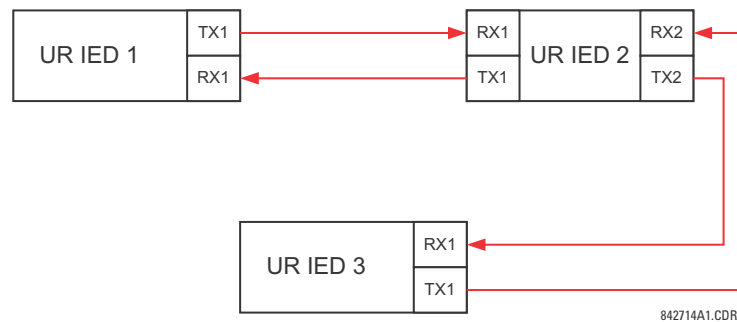 UR IED 1
TX1
RX1
RX1
TX1
UR IED 2
RX2
TX2
UR IED 3
RX1
TX1
842714A1.CDR